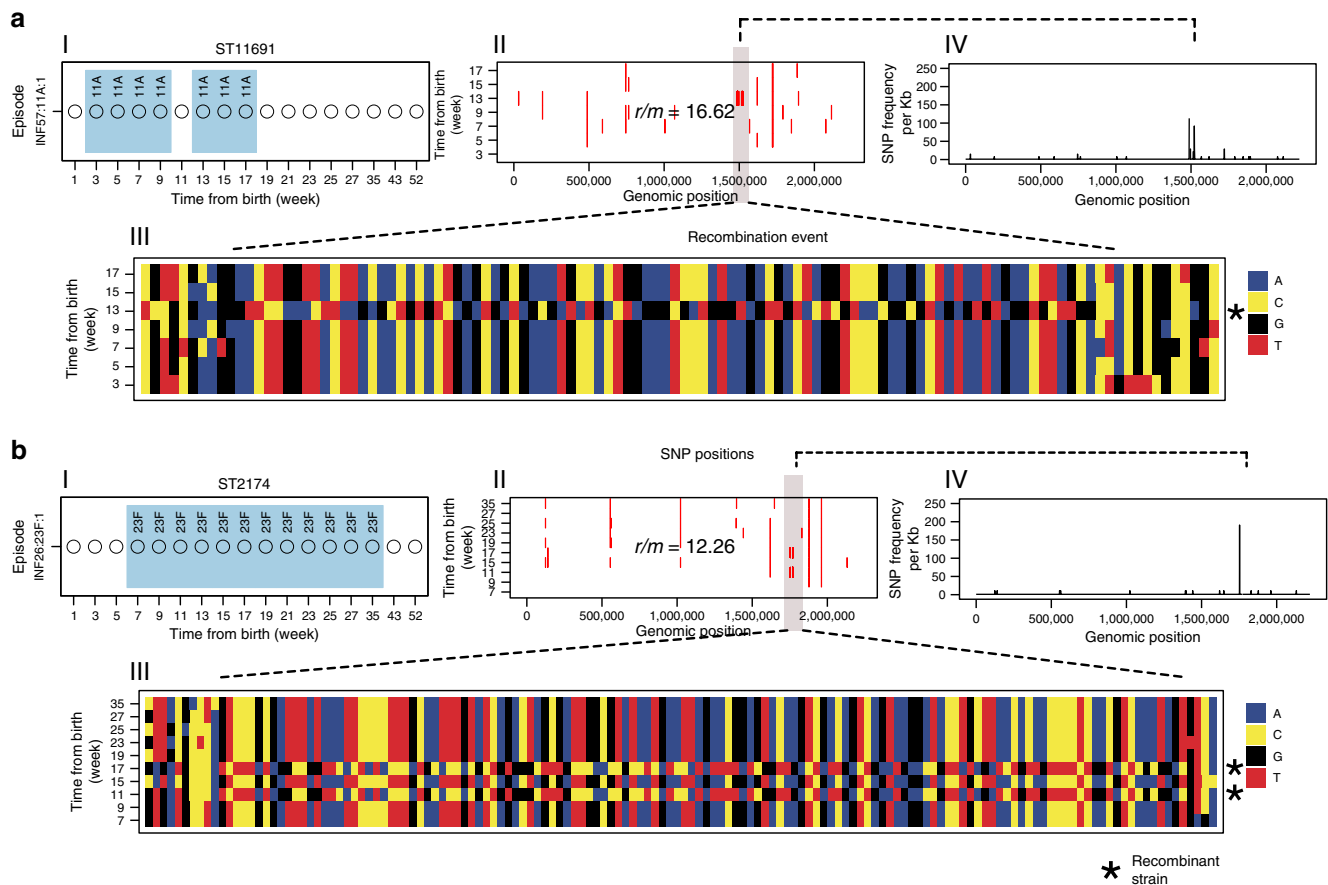 a
I
ST11691
Episode
INF57:11A:1
11A
11A
11A
11A
11A
11A
11A
1 3 5 7 9 11 13 15 17 19 21 23 25 27 35 43 52
Time from birth (week)
II
Time from birth
(week)
17
15
13
9
7
5
3
r/m = 16.62
0 500,000 1,000,000 1,500,000 2,000,000
Genomic position
IV
SNP frequency
per Kb
250
200
150
100
50
0
0 500,000 1,000,000 1,500,000 2,000,000
Genomic position
III
Recombination event
Time from birth
(week)
17
15
13
9
7
5
3
A
C
G
T
*
b
I
ST2174
Episode
INF26:23F:1
23F
23F
23F
23F
23F
23F
23F
23F
23F
23F
23F
23F
1 3 5 7 9 11 13 15 17 19 21 23 25 27 35 43 52
Time from birth (week)
SNP positions
II
Time from birth
(week)
35
27
25
23
19
17
15
11
9
7
r/m = 12.26
0 500,000 1,000,000 1,500,000 2,000,000
Genomic position
IV
SNP frequency
per Kb
250
200
150
100
50
0
0 500,000 1,000,000 1,500,000 2,000,000
Genomic position
III
Time from birth
(week)
35
27
25
23
19
17
15
11
9
7
A
C
G
T
*
*
* Recombinant
strain